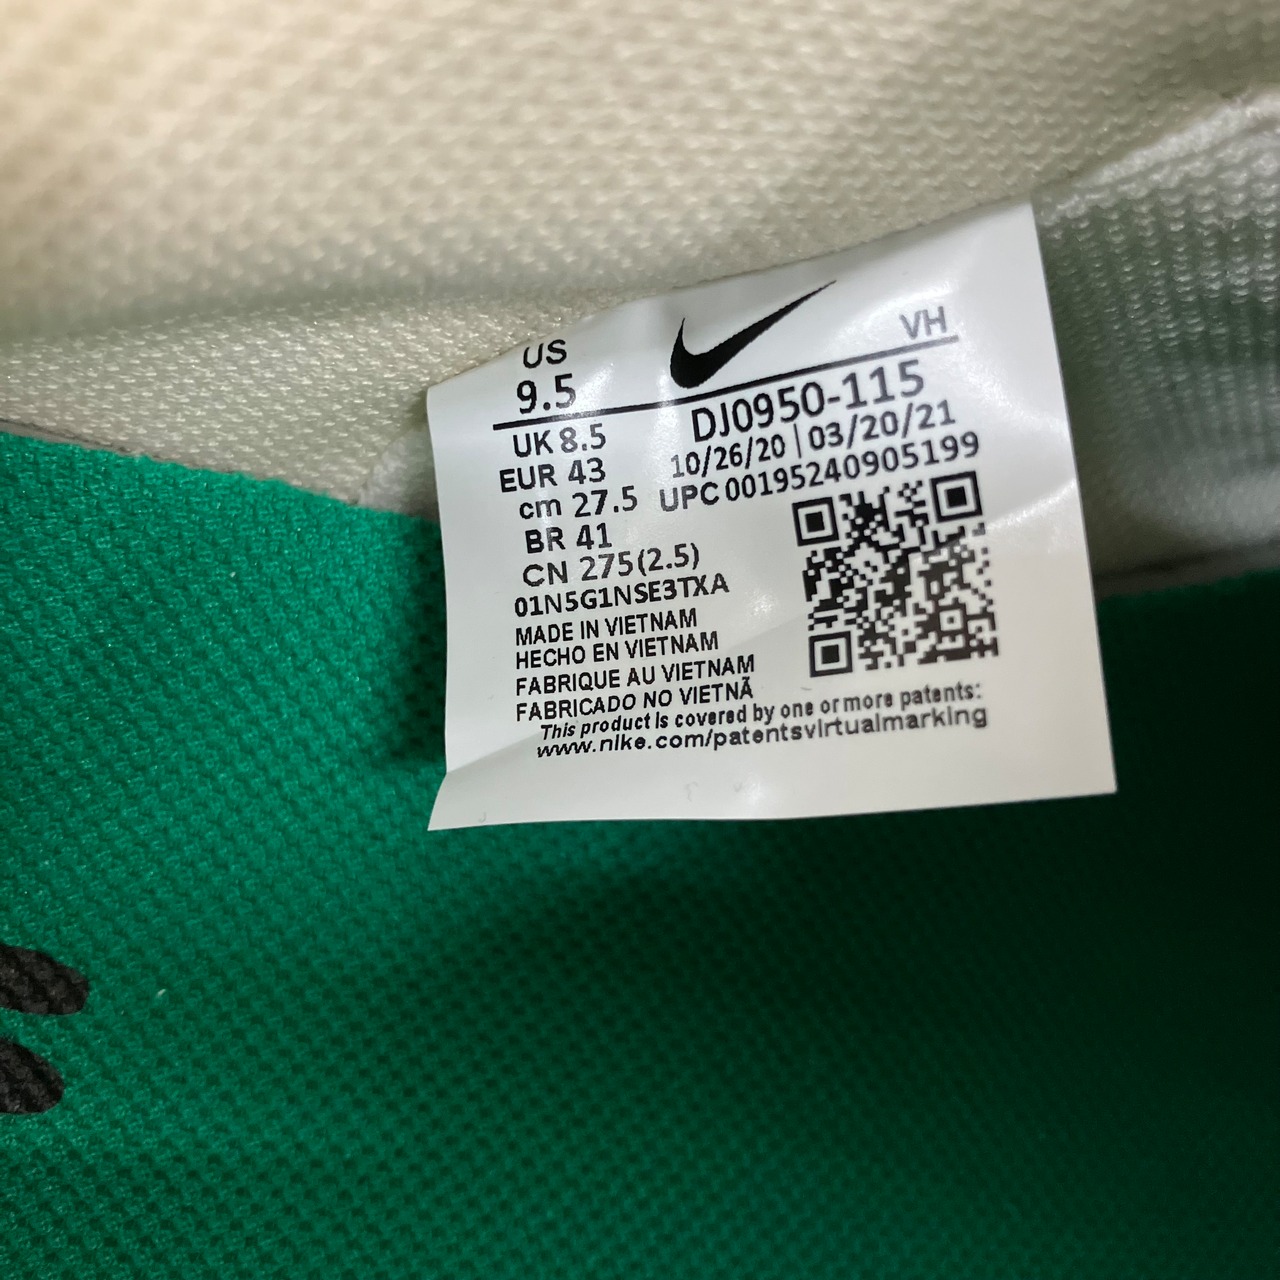 US
9.5
VH
UK 8.5
EUR 43
cm 27.5
BR 41
CN 275(2.5)
DJ0950-115
10/26/20 | 03/20/21
UPC 00195240905199
01N5G1NSE3TXA
MADE IN VIETNAM
HECHO EN VIETNAM
FABRIQUE AU VIETNAM
FABRICADO NO VIETNÃ
This product is covered by one or more patents:
www.nike.com/patentsvirtualmarking